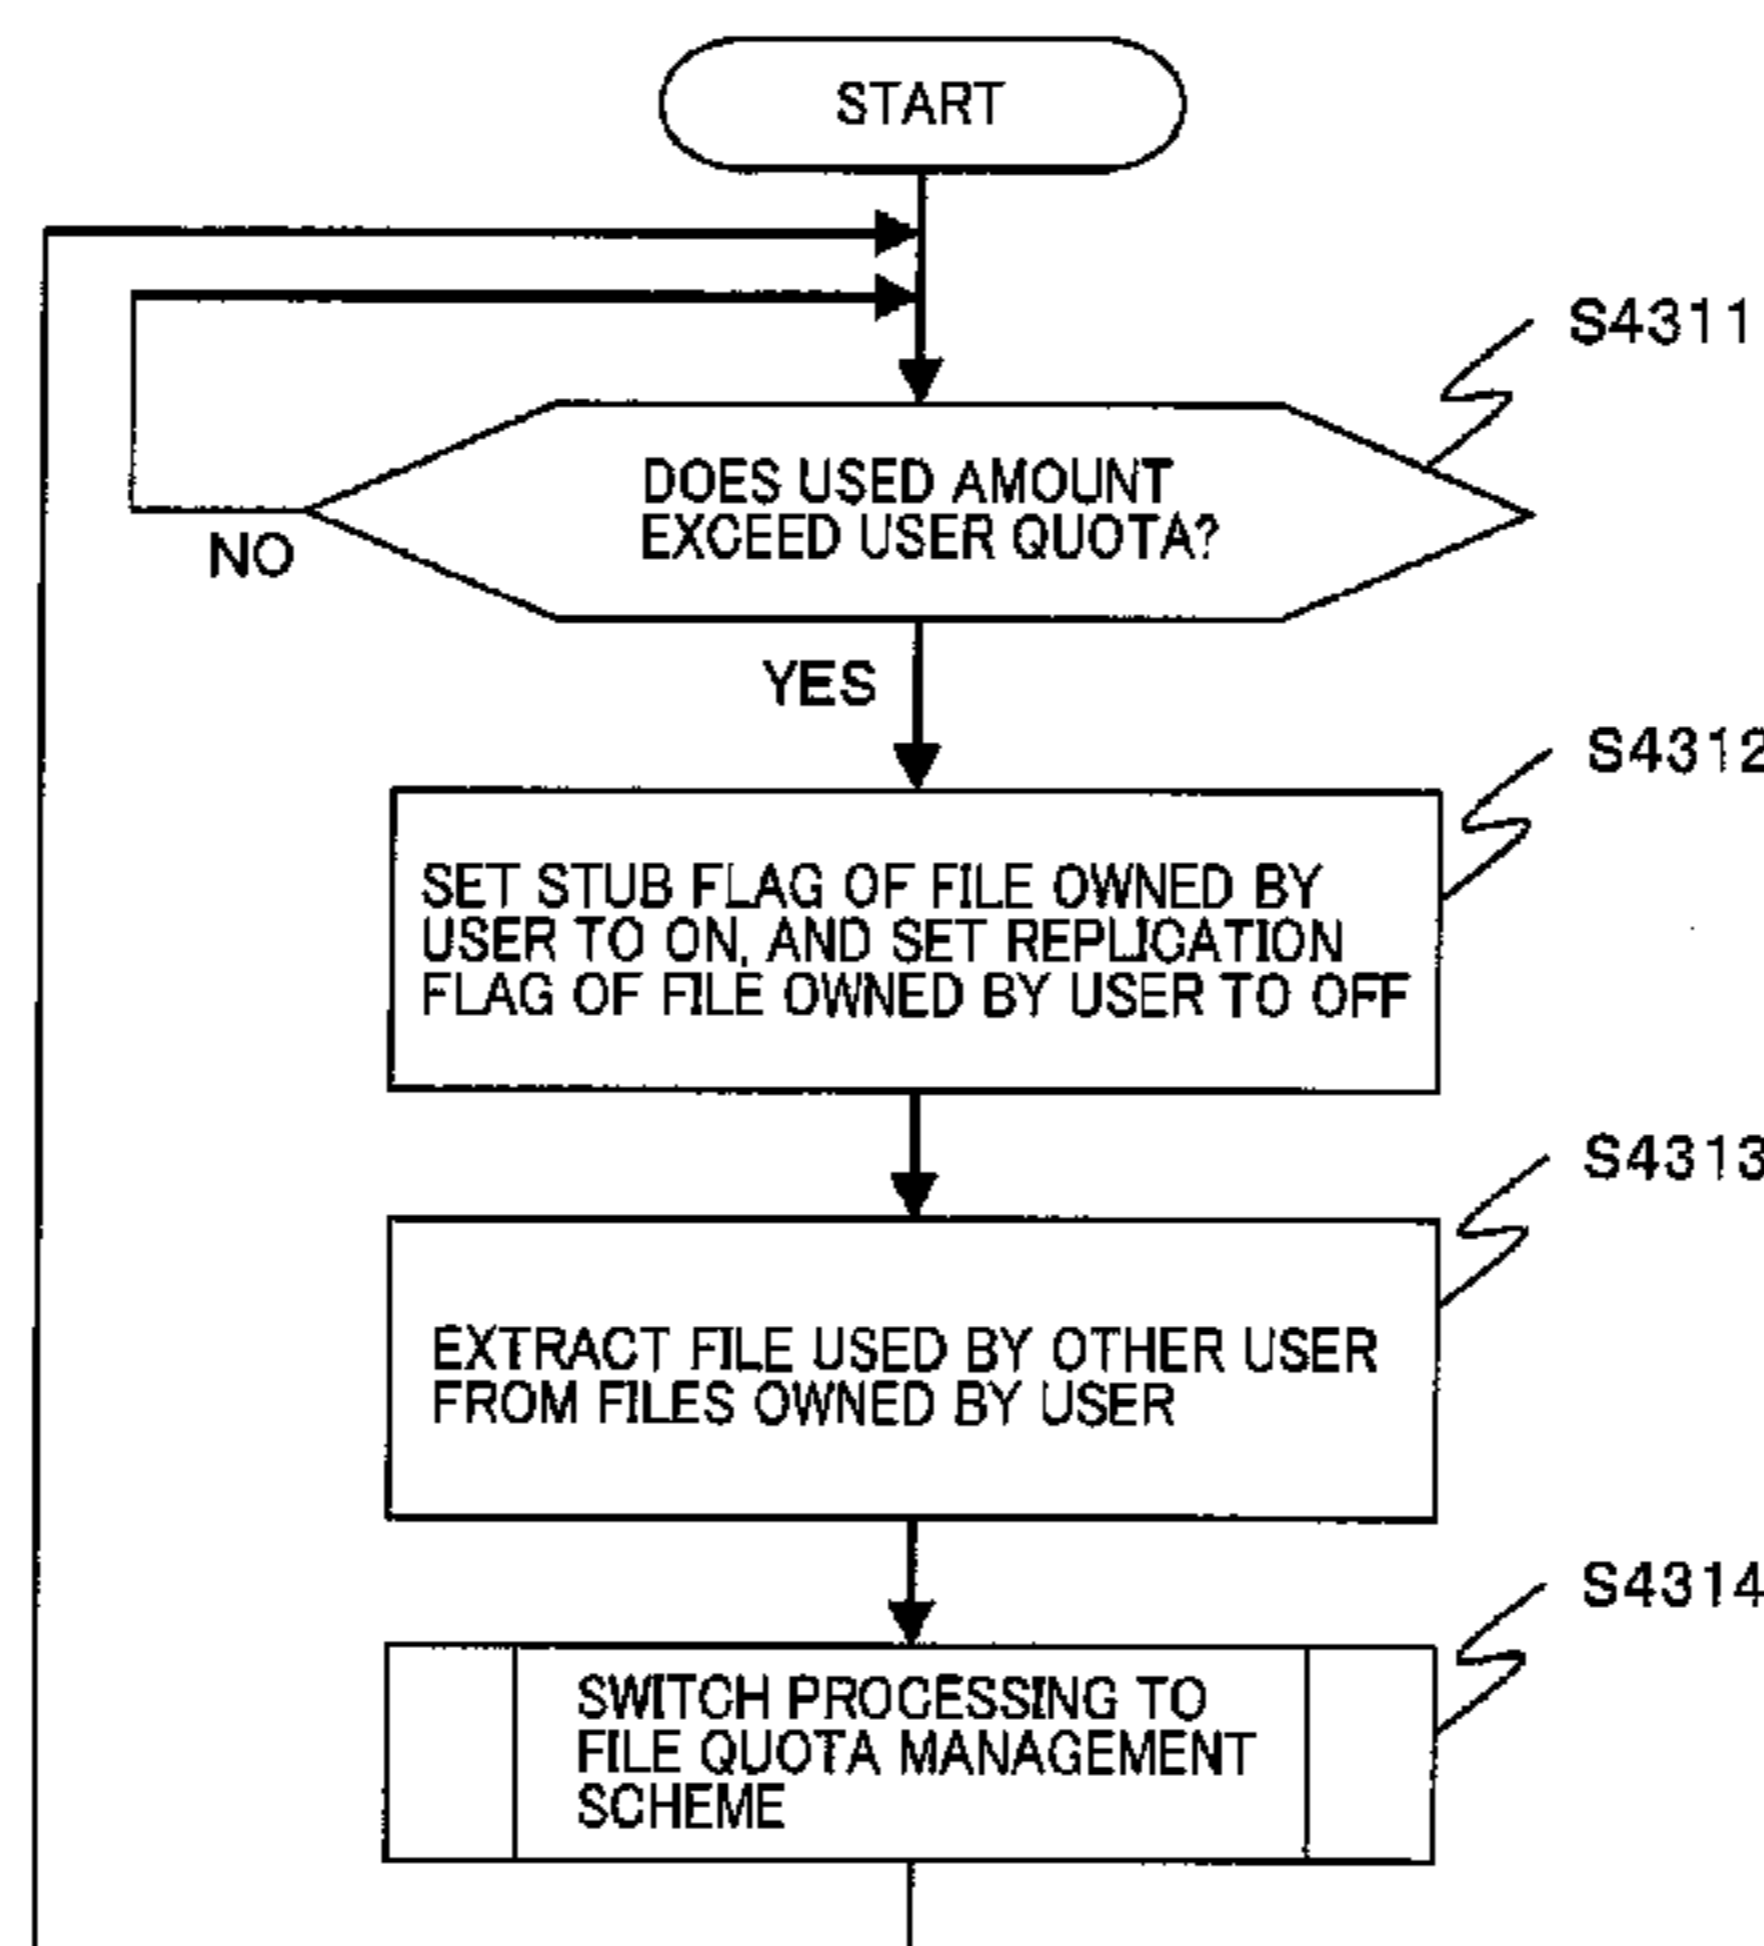 START
S4311
DOES USED AMOUNT
EXCEED USER QUOTA?
NO
YES
S4312
SET STUB FLAG OF FILE OWNED BY
USER TO ON, AND SET REPLICATION
FLAG OF FILE OWNED BY USER TO OFF
S4313
EXTRACT FILE USED BY OTHER USER
FROM FILES OWNED BY USER
S4314
SWITCH PROCESSING TO
FILE QUOTA MANAGEMENT
SCHEME